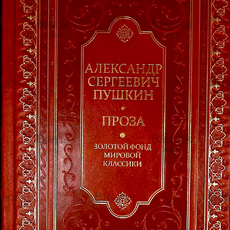 АЛЕКСАНДР
СЕРГЕЕВИЧ
ПУШКИН
ПРОЗА
ЗОЛОТОЙ ФОНД
МИРОВОЙ
КЛАССИКИ